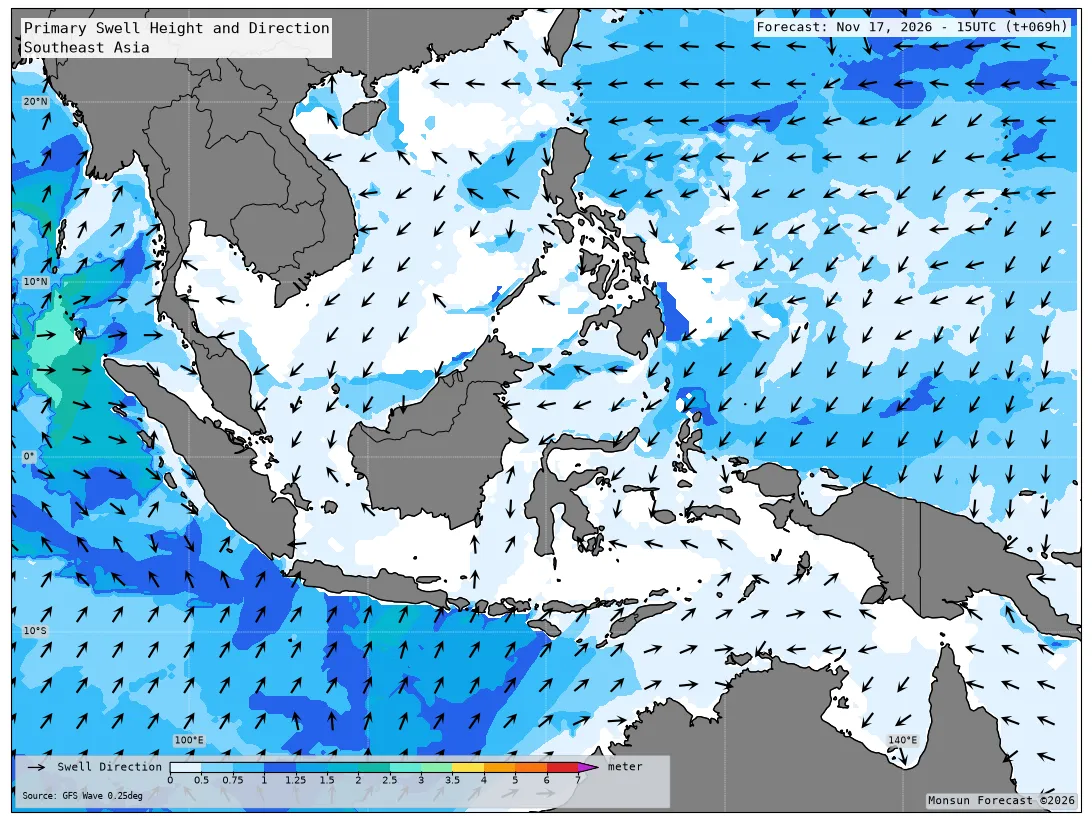 Primary Swell Height and Direction
Southeast Asia
Forecast: Nov 17, 2026 - 15UTC (t+069h)
20°N
10°N
0°
10°S
100°E
140°E
Swell Direction
0 0.5 0.75 1 1.25 1.5 2 2.5 3 3.5 4 5 6 7
meter
Source: GFS Wave 0.25deg
Monsun Forecast ©2026